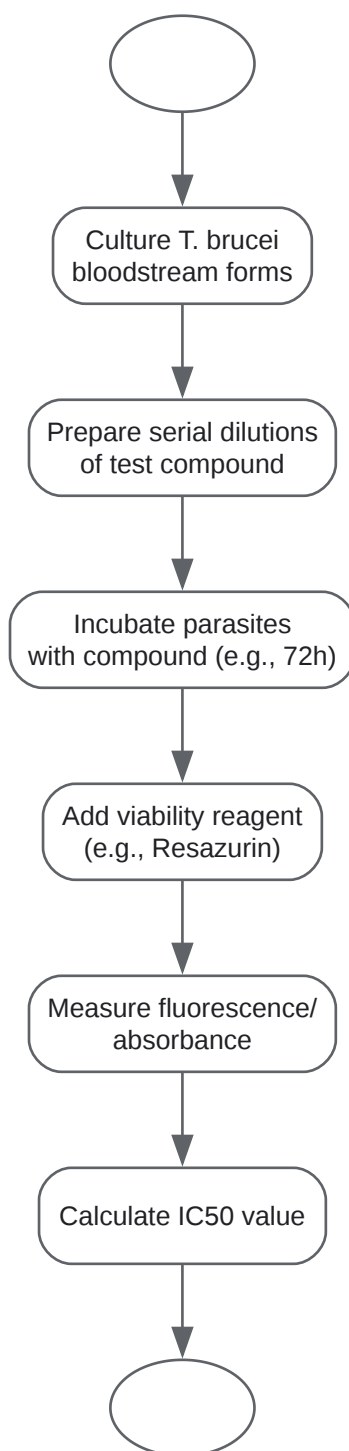 Culture T. brucei
bloodstream forms
Prepare serial dilutions
of test compound
Incubate parasites
with compound (e.g., 72h)
Add viability reagent
(e.g., Resazurin)
Measure fluorescence/
absorbance
Calculate IC50 value